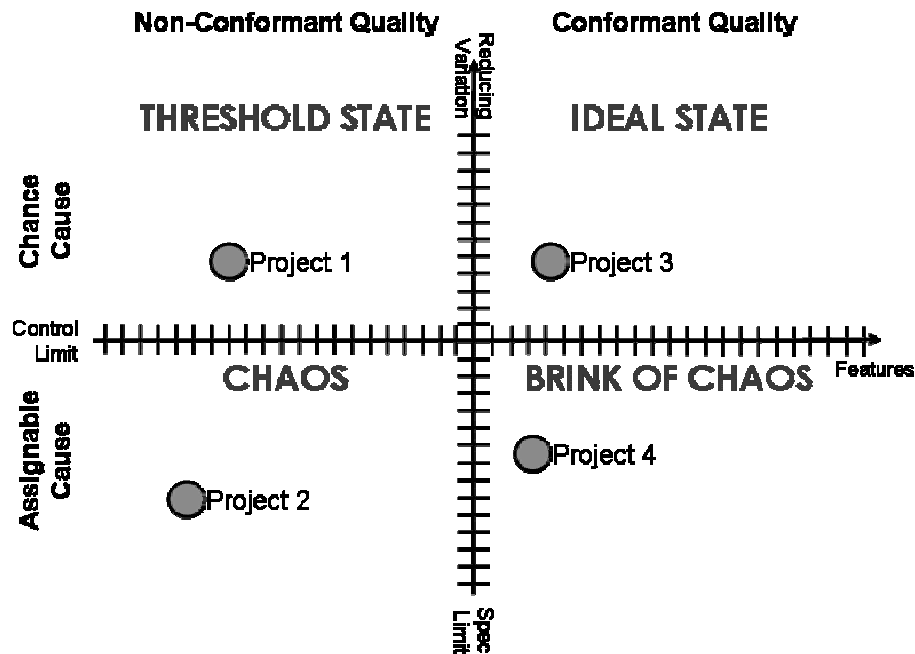 Non-Conformant Quality
Conformant Quality
Reducing
Variation
THRESHOLD STATE
IDEAL STATE
Chance
Cause
Project 1
Project 3
Control
Limit
Features
CHAOS
BRINK OF CHAOS
Assignable
Cause
Project 4
Project 2
Spec
Limit